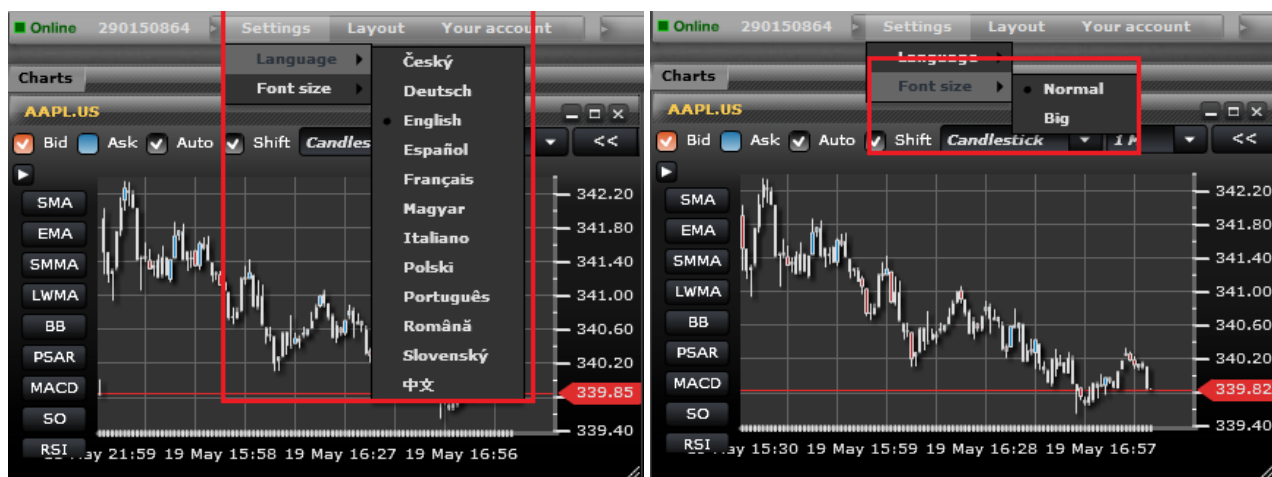 Online 290150864 Settings Layout Your account
Language
Font size
Český
Deutsch
English
Español
Français
Magyar
Italiano
Polski
Português
Română
Slovenský
中文
Charts
AAPL.US
Bid Ask Auto Shift Candles <<
SMA
EMA
SMMA
LWMA
BB
PSAR
MACD
SO
RSI
342.20
341.80
341.40
341.00
340.60
340.20
339.85
339.40
21:59 19 May 15:58 19 May 16:27 19 May 16:56
Online 290150864 Settings Layout Your account
Language
Font size
Normal
Big
Charts
AAPL.US
Bid Ask Auto Shift Candlestick 1 <<
SMA
EMA
SMMA
LWMA
BB
PSAR
MACD
SO
RSI
342.20
341.80
341.40
341.00
340.60
340.20
339.82
339.40
15:30 19 May 15:59 19 May 16:28 19 May 16:57